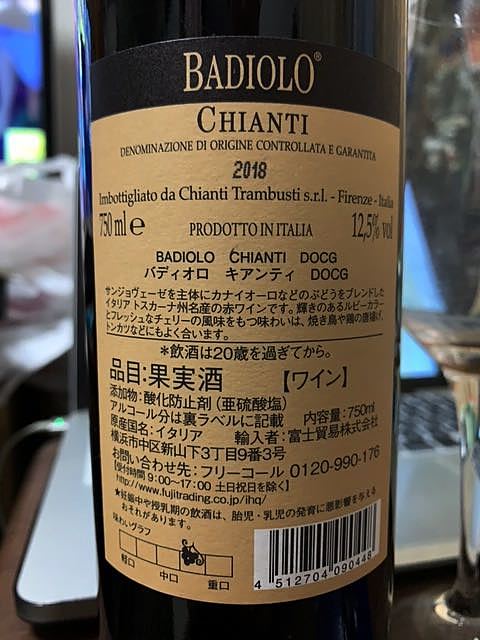 BADIOLO®
CHIANTI
DENOMINAZIONE DI ORIGINE CONTROLLATA E GARANTITA
2018
Imbottigliato da Chianti Trambusti s.r.l. - Firenze - Italia
750 ml e PRODOTTO IN ITALIA 12,5% vol
BADIOLO CHIANTI DOCG
バディオロ キアンティ DOCG
サンジョヴェーゼを主体にカナイオーロなどのぶどうをブレンドした
イタリア トスカーナ州名産の赤ワインです。輝きのあるルビーカラー
とフレッシュなチェリーの風味をもつ味わいは、焼き鳥や鶏の唐揚げ、
トンカツなどにもよく合います。
*飲酒は20歳を過ぎてから。
品目:果実酒 【ワイン】
添加物:酸化防止剤(亜硫酸塩)
アルコール分は裏ラベルに記載 内容量:750ml
原産国名:イタリア 輸入者:富士貿易株式会社
横浜市中区新山下3丁目9番3号
お問い合わせ先:フリーコール 0120-990-176
【受付時間 9:00~17:00 土日祝日を除く】
http://www.fujitrading.co.jp/ihq/
★妊娠中や授乳期の飲酒は、胎児・乳児の発育に悪影響を与える
おそれがあります。
味わいグラフ
軽口 中口 重口
4 512704 090448